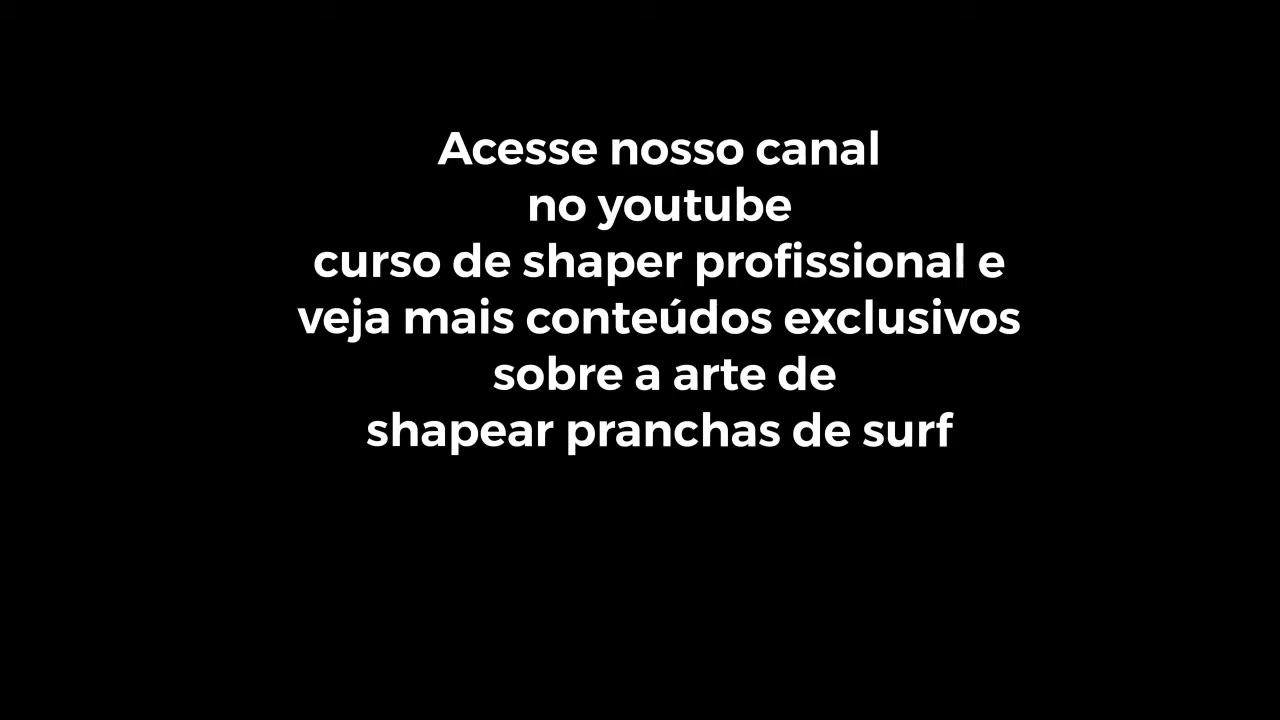 Acesse nosso canal
no youtube
curso de shaper profissional e
veja mais conteúdos exclusivos
sobre a arte de
shapear pranchas de surf